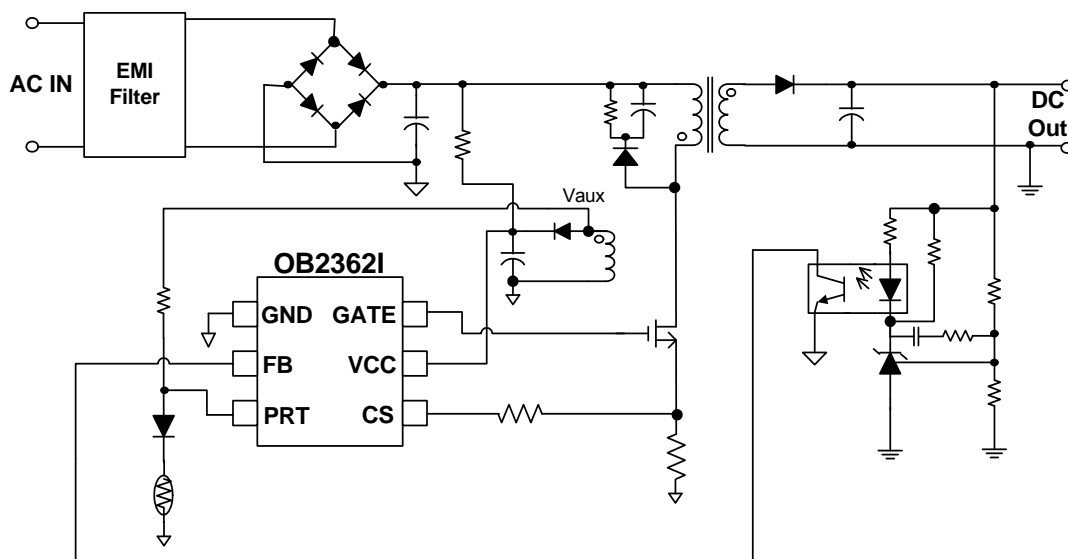 EMI
Filter
AC IN
DC
Out
Vaux
OB2362I
GND
GATE
FB
VCC
PRT
CS